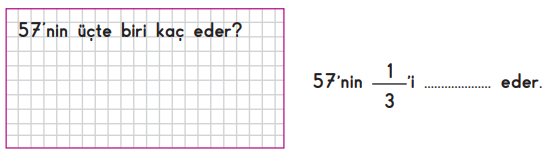 57'nin üçte biri kaç eder?
57'nin 1/3 'i ..................... eder.